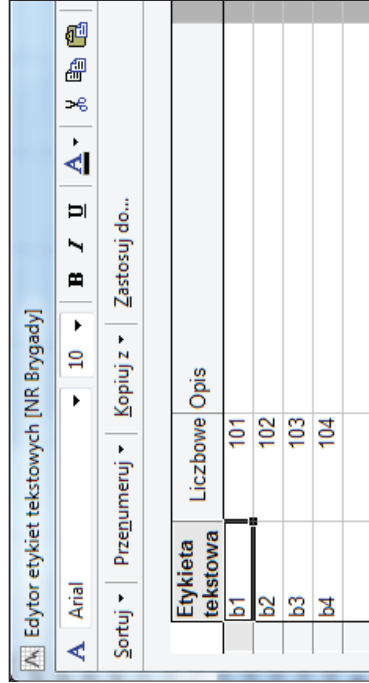 Edytor etykiet tekstowych [NR Brygady]
A Arial 10 B I U A
Sortuj Przenumeruj Kopiuj z Zastosuj do...
Etykieta tekstowa Liczbowe Opis
b1 101
b2 102
b3 103
b4 104